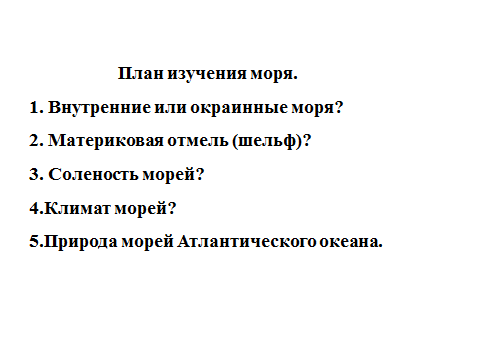 План изучения моря.
1. Внутренние или окраинные моря?
2. Материковая отмель (шельф)?
3. Соленость морей?
4.Климат морей?
5.Природа морей Атлантического океана.